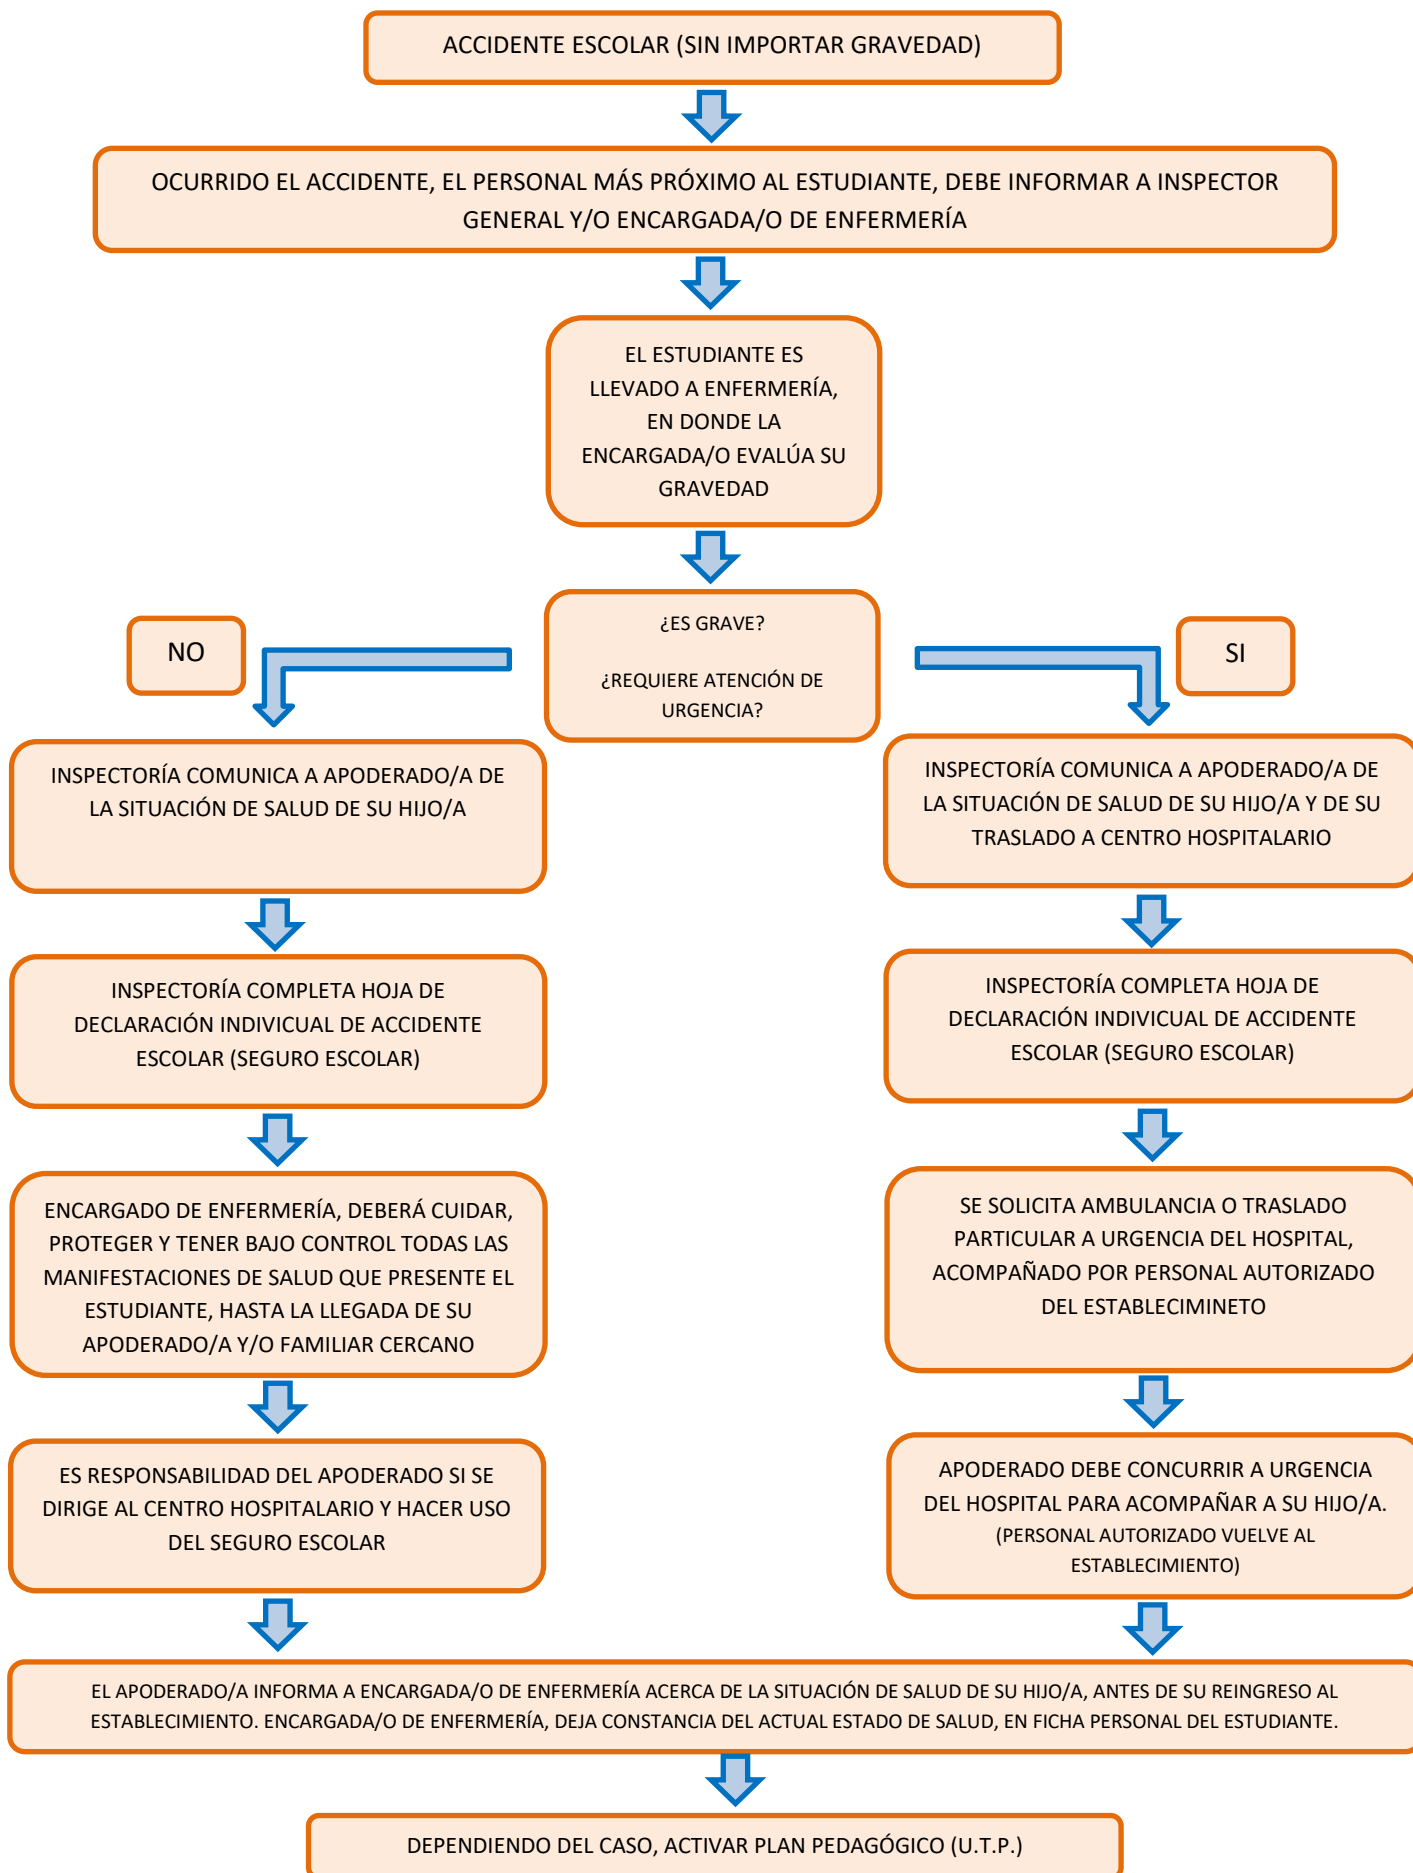 ACCIDENTE ESCOLAR (SIN IMPORTAR GRAVEDAD)
OCURRIDO EL ACCIDENTE, EL PERSONAL MÁS PRÓXIMO AL ESTUDIANTE, DEBE INFORMAR A INSPECTOR
GENERAL Y/O ENCARGADA/O DE ENFERMERÍA
EL ESTUDIANTE ES
LLEVADO A ENFERMERÍA,
EN DONDE LA
ENCARGADA/O EVALÚA SU
GRAVEDAD
¿ES GRAVE?
¿REQUIERE ATENCIÓN DE
URGENCIA?
NO
SI
INSPECTORÍA COMUNICA A APODERADO/A DE
LA SITUACIÓN DE SALUD DE SU HIJO/A
INSPECTORÍA COMPLETA HOJA DE
DECLARACIÓN INDIVICUAL DE ACCIDENTE
ESCOLAR (SEGURO ESCOLAR)
ENCARGADO DE ENFERMERÍA, DEBERÁ CUIDAR,
PROTEGER Y TENER BAJO CONTROL TODAS LAS
MANIFESTACIONES DE SALUD QUE PRESENTE EL
ESTUDIANTE, HASTA LA LLEGADA DE SU
APODERADO/A Y/O FAMILIAR CERCANO
ES RESPONSABILIDAD DEL APODERADO SI SE
DIRIGE AL CENTRO HOSPITALARIO Y HACER USO
DEL SEGURO ESCOLAR
INSPECTORÍA COMUNICA A APODERADO/A DE
LA SITUACIÓN DE SALUD DE SU HIJO/A Y DE SU
TRASLADO A CENTRO HOSPITALARIO
INSPECTORÍA COMPLETA HOJA DE
DECLARACIÓN INDIVICUAL DE ACCIDENTE
ESCOLAR (SEGURO ESCOLAR)
SE SOLICITA AMBULANCIA O TRASLADO
PARTICULAR A URGENCIA DEL HOSPITAL,
ACOMPAÑADO POR PERSONAL AUTORIZADO
DEL ESTABLECIMINETO
APODERADO DEBE CONCURRIR A URGENCIA
DEL HOSPITAL PARA ACOMPAÑAR A SU HIJO/A.
(PERSONAL AUTORIZADO VUELVE AL
ESTABLECIMIENTO)
EL APODERADO/A INFORMA A ENCARGADA/O DE ENFERMERÍA ACERCA DE LA SITUACIÓN DE SALUD DE SU HIJO/A, ANTES DE SU REINGRESO AL
ESTABLECIMIENTO. ENCARGADA/O DE ENFERMERÍA, DEJA CONSTANCIA DEL ACTUAL ESTADO DE SALUD, EN FICHA PERSONAL DEL ESTUDIANTE.
DEPENDIENDO DEL CASO, ACTIVAR PLAN PEDAGÓGICO (U.T.P.)